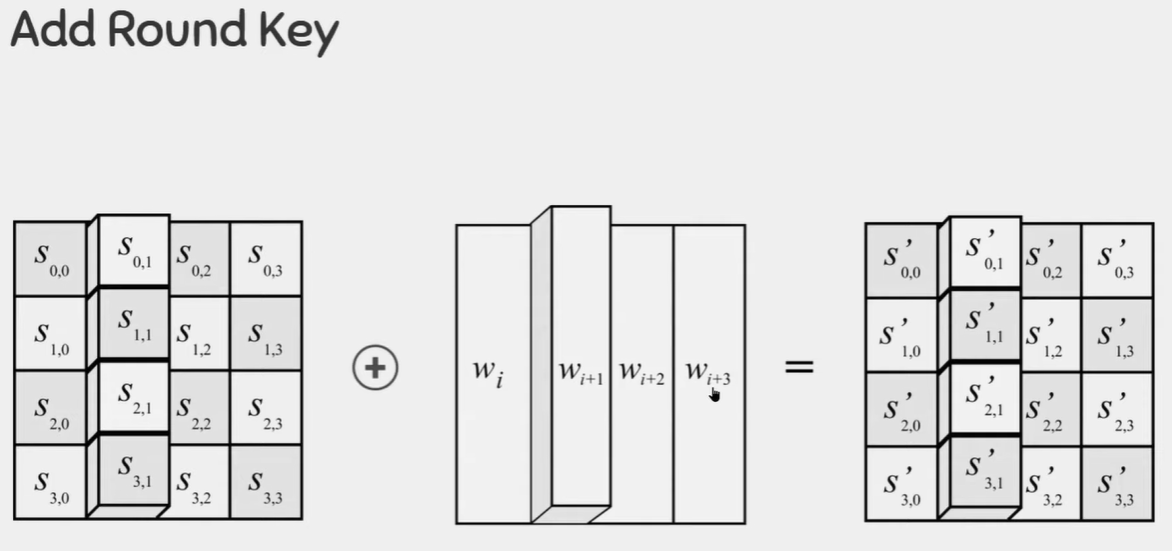 Add Round Key
S0,0 S0,1 S0,2 S0,3 S'0,0 S'0,1 S'0,2 S'0,3
S1,0 S1,1 S1,2 S1,3 S'1,0 S'1,1 S'1,2 S'1,3
+ wi wi+1 wi+2 wi+3 =
S2,0 S2,1 S2,2 S2,3 S'2,0 S'2,1 S'2,2 S'2,3
S3,0 S3,1 S3,2 S3,3 S'3,0 S'3,1 S'3,2 S'3,3